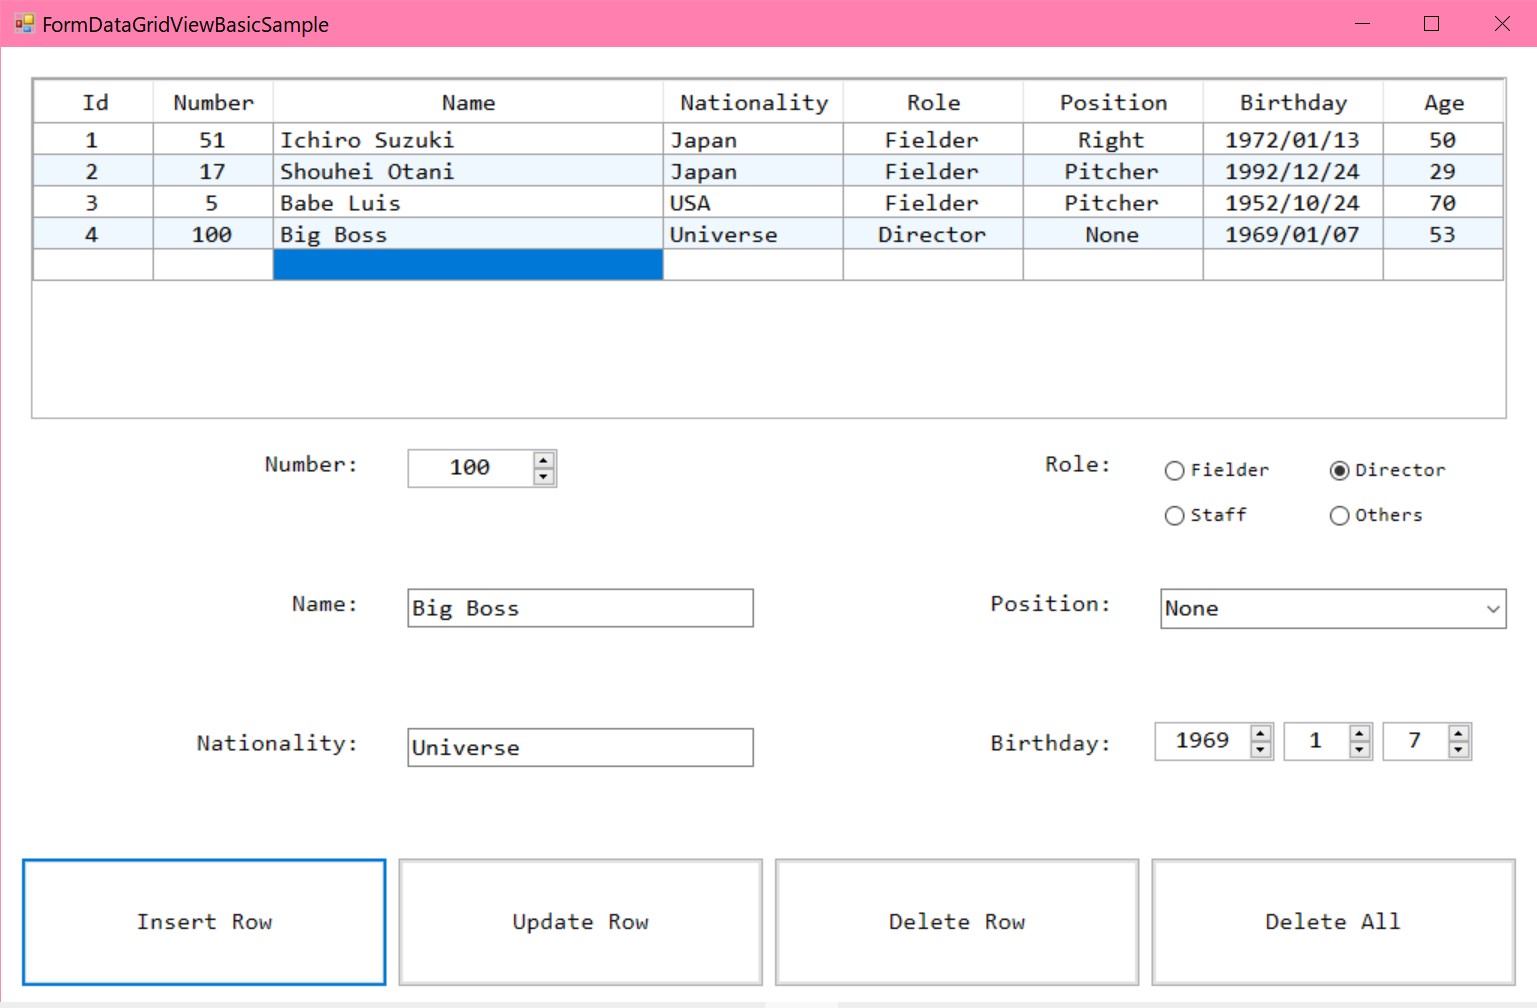 FormDataGridViewBasicSample
Id Number Name Nationality Role Position Birthday Age
1 51 Ichiro Suzuki Japan Fielder Right 1972/01/13 50
2 17 Shouhei Otani Japan Fielder Pitcher 1992/12/24 29
3 5 Babe Luis USA Fielder Pitcher 1952/10/24 70
4 100 Big Boss Universe Director None 1969/01/07 53
Number: 100 Role: Fielder Director
Staff Others
Name: Big Boss Position: None
Nationality: Universe Birthday: 1969 1 7
Insert Row Update Row Delete Row Delete All